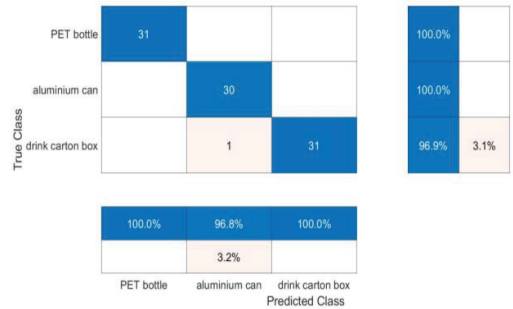 PET bottle 31 100.0%
aluminium can 30 100.0%
drink carton box 1 31 96.9% 3.1%
True Class
100.0% 96.8% 100.0%
3.2%
PET bottle aluminium can drink carton box
Predicted Class